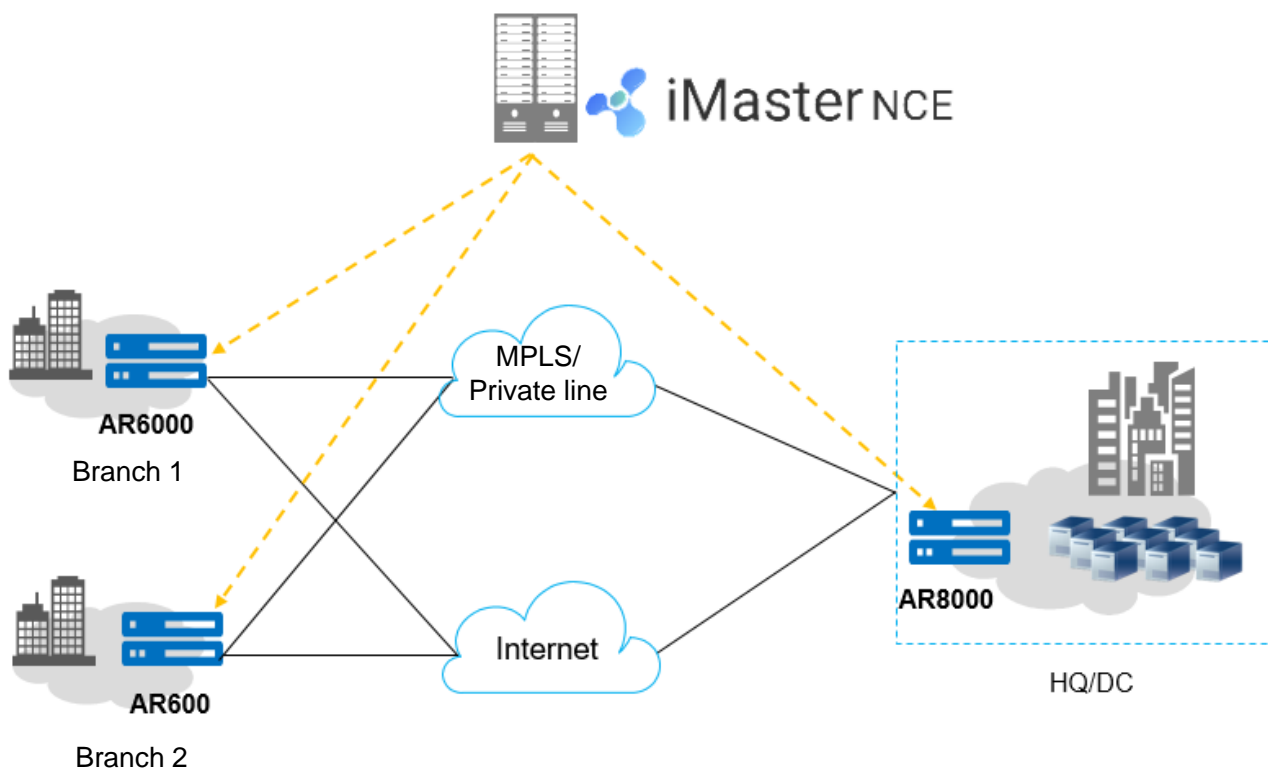 iMaster NCE
MPLS/
Private line
AR6000
Branch 1
AR8000
Internet
HQ/DC
AR600
Branch 2